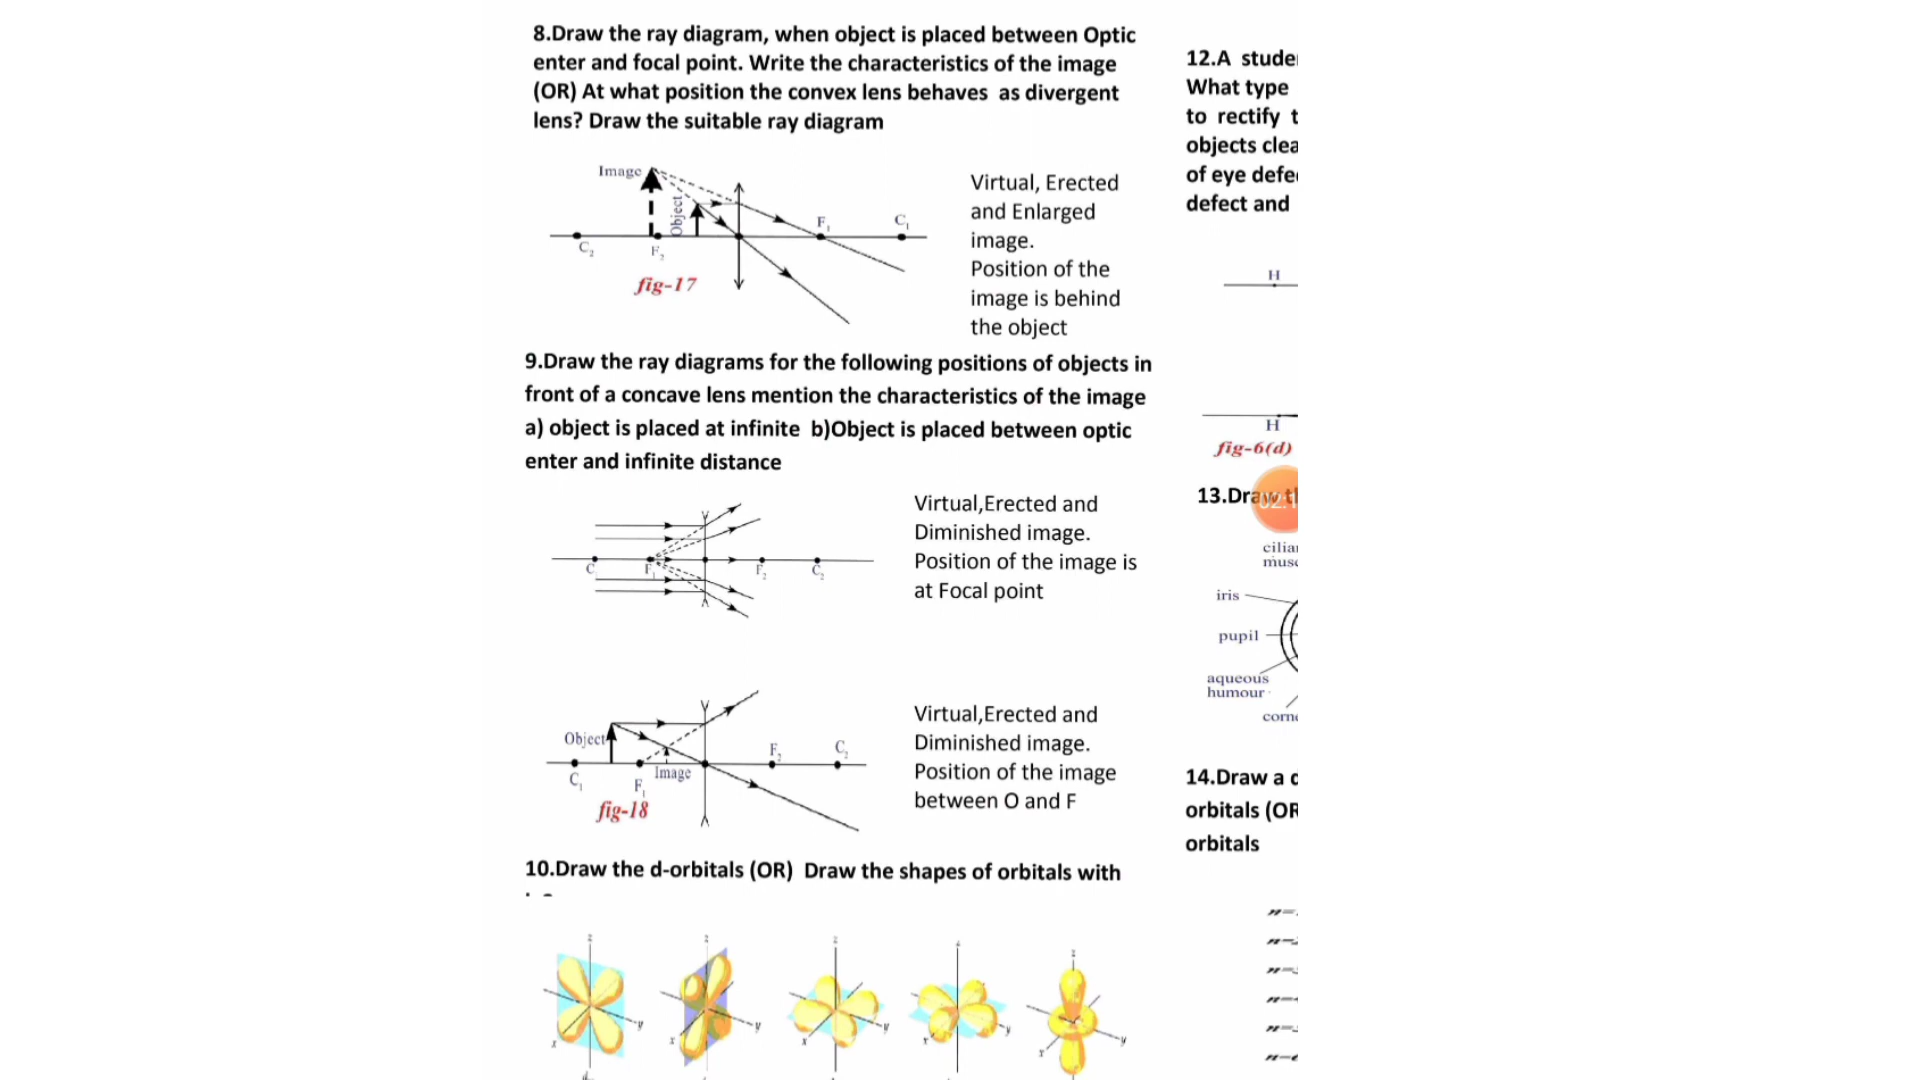 8.Draw the ray diagram, when object is placed between Optic
enter and focal point. Write the characteristics of the image
(OR) At what position the convex lens behaves as divergent
lens? Draw the suitable ray diagram
Image
Object
F1
C1
C2
F2
fig-17
Virtual, Erected
and Enlarged
image.
Position of the
image is behind
the object
9.Draw the ray diagrams for the following positions of objects in
front of a concave lens mention the characteristics of the image
a) object is placed at infinite b)Object is placed between optic
enter and infinite distance
C
F1
F2
C2
Virtual,Erected and
Diminished image.
Position of the image is
at Focal point
Object
F2
C2
C1
F1
Image
fig-18
Virtual,Erected and
Diminished image.
Position of the image
between O and F
10.Draw the d-orbitals (OR) Draw the shapes of orbitals with
z
y
x
z
y
x
z
y
x
z
y
x
z
y
x
12.A
What type
to rectify
objects
of eye
defect and
H
H
fig-6(d)
13.
iris
pupil
aqueous
humour
14.Draw a
orbitals
orbitals